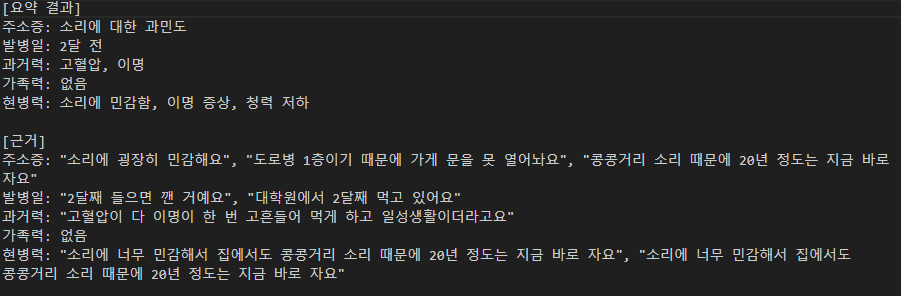 [요약 결과]
주소증: 소리에 대한 과민도
발병일: 2달 전
과거력: 고혈압, 이명
가족력: 없음
현병력: 소리에 민감함, 이명 증상, 청력 저하
[근거]
주소증: "소리에 굉장히 민감해요", "도로병 1층이기 때문에 가게 문을 못 열어놔요", "콩콩거리 소리 때문에 20년 정도는 지금 바로
자요"
발병일: "2달째 들으면 깬 거예요", "대학원에서 2달째 먹고 있어요"
과거력: "고혈압이 다 이명이 한 번 고흔들어 먹게 하고 일성생활이더라고요"
가족력: 없음
현병력: "소리에 너무 민감해서 집에서도 콩콩거리 소리 때문에 20년 정도는 지금 바로 자요", "소리에 너무 민감해서 집에서도
콩콩거리 소리 때문에 20년 정도는 지금 바로 자요"